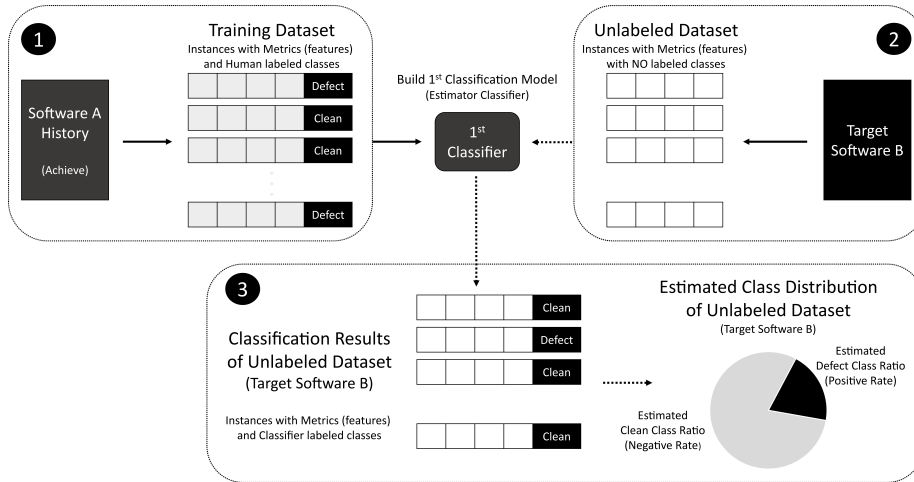 1
Training Dataset
Instances with Metrics (features)
and Human labeled classes
Software A
History
(Achieve)
Defect
Clean
Clean
Defect
Build 1st Classification Model
(Estimator Classifier)
1st
Classifier
Unlabeled Dataset
Instances with Metrics (features)
with NO labeled classes
2
Target
Software B
3
Classification Results
of Unlabeled Dataset
(Target Software B)
Instances with Metrics (features)
and Classifier labeled classes
Clean
Defect
Clean
Clean
Estimated Class Distribution
of Unlabeled Dataset
(Target Software B)
Estimated
Defect Class Ratio
(Positive Rate)
Estimated
Clean Class Ratio
(Negative Rate)